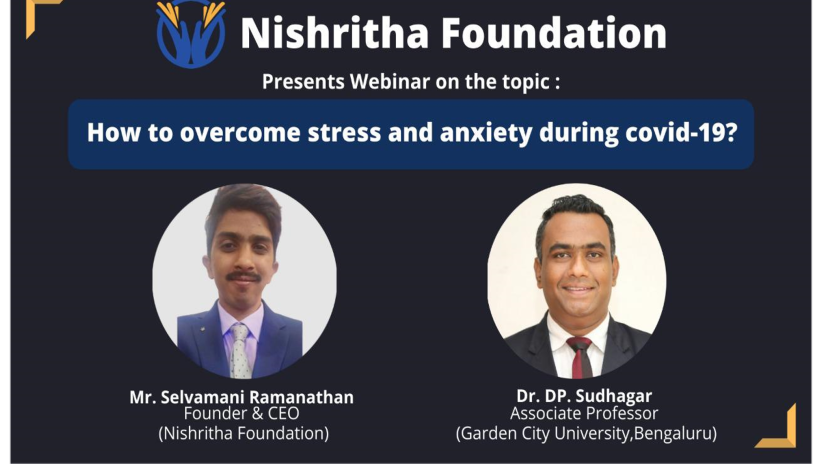 Nishritha Foundation
Presents Webinar on the topic :
How to overcome stress and anxiety during covid-19?
Mr. Selvamani Ramanathan
Founder & CEO
(Nishritha Foundation)
Dr. DP. Sudhagar
Associate Professor
(Garden City University,Bengaluru)